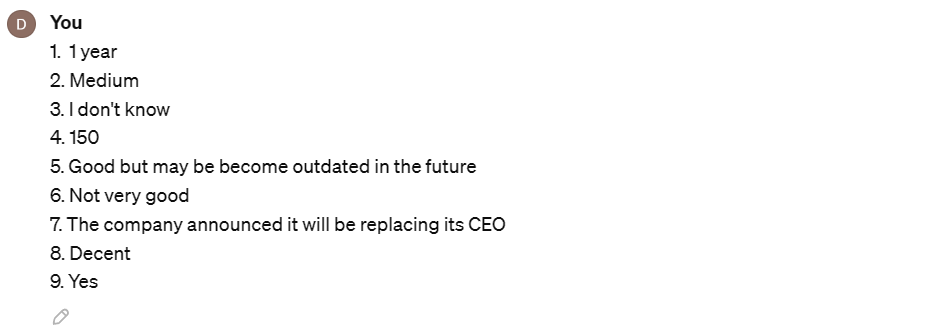 D
You
1. 1 year
2. Medium
3. I don't know
4. 150
5. Good but may be become outdated in the future
6. Not very good
7. The company announced it will be replacing its CEO
8. Decent
9. Yes